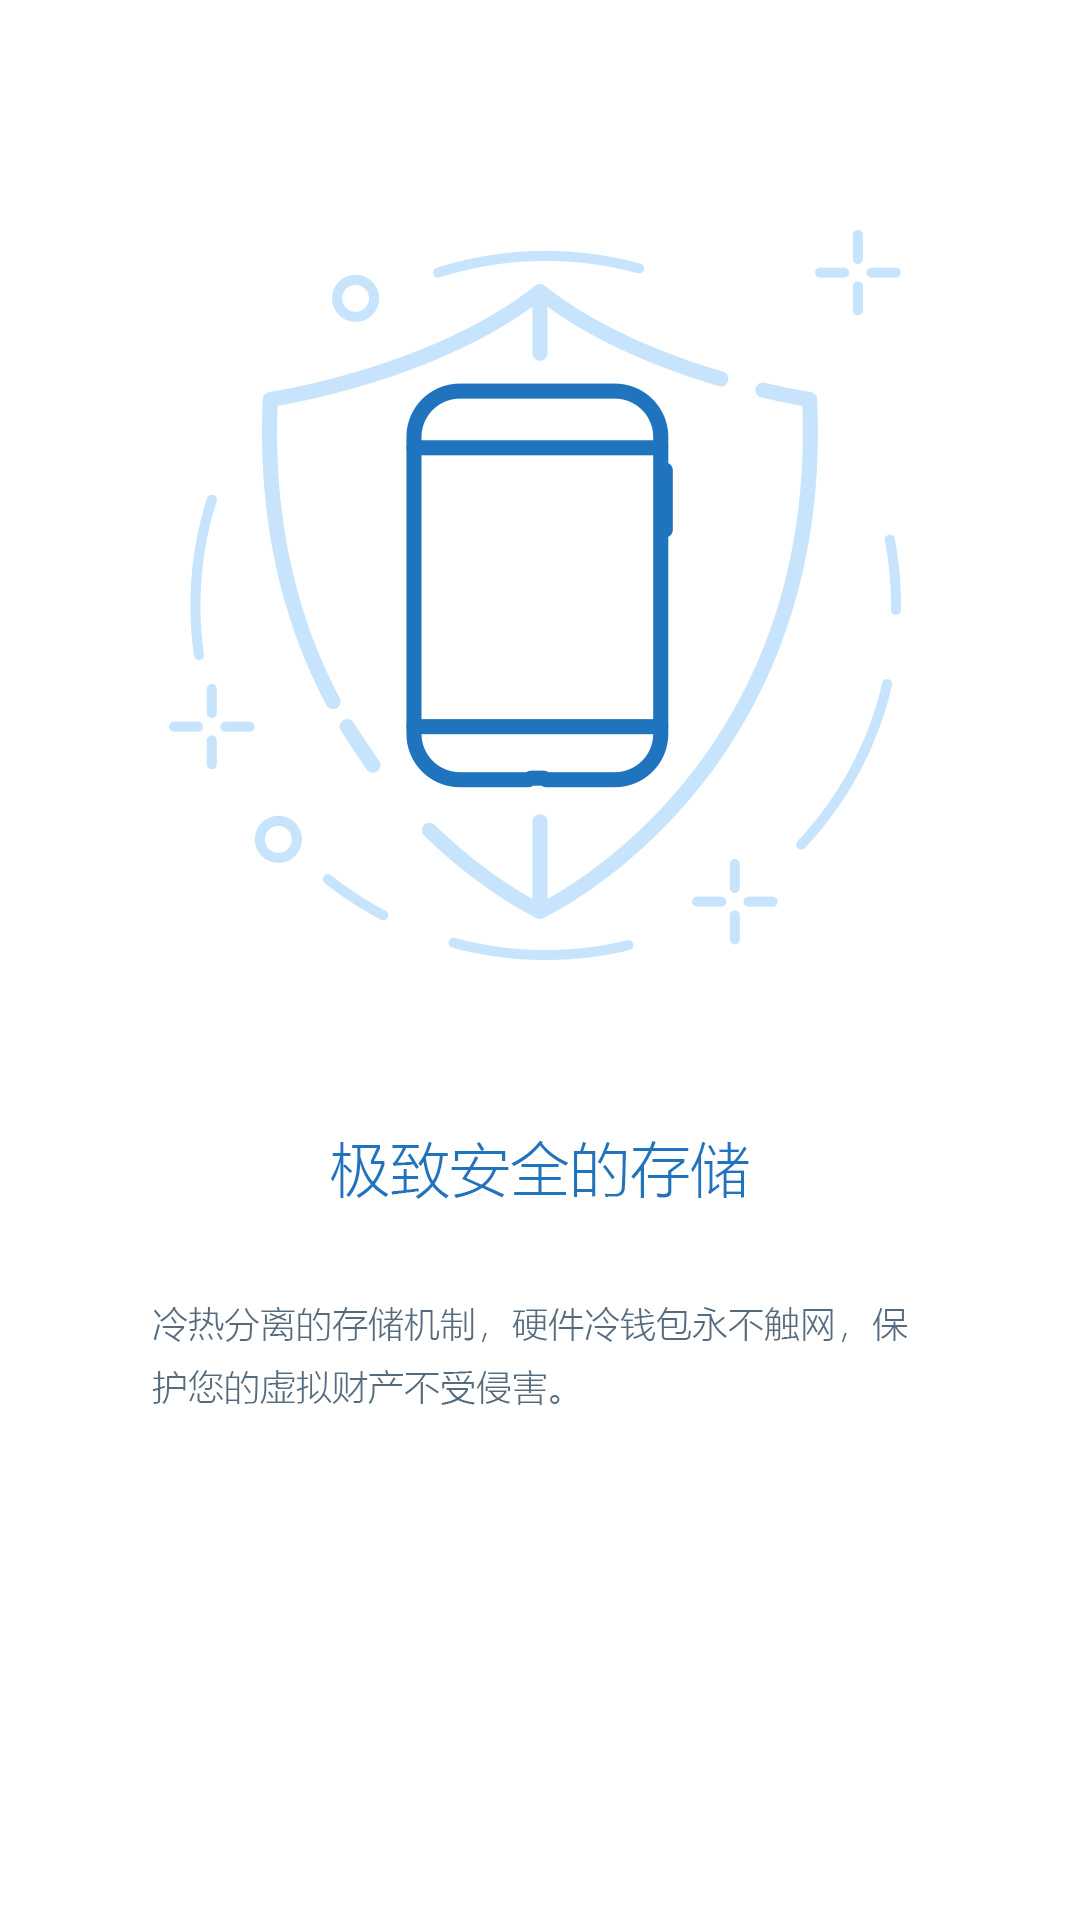 极致安全的存储
冷热分离的存储机制，硬件冷钱包永不触网，保
护您的虚拟财产不受侵害。